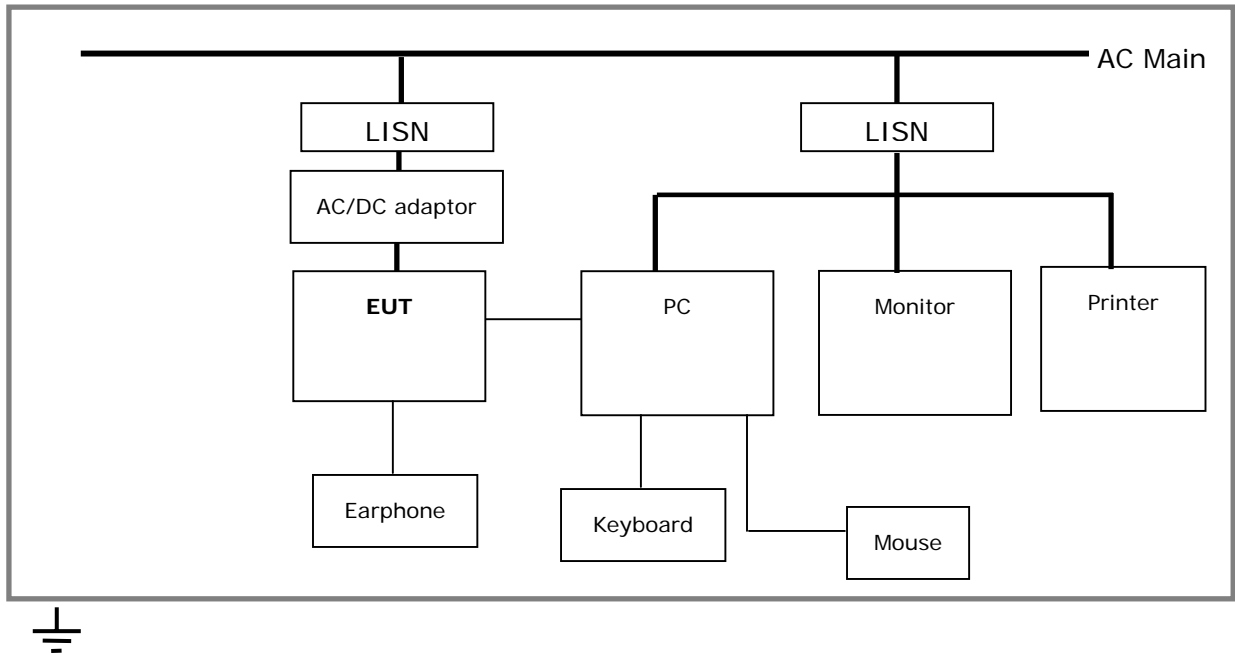 AC Main
LISN
LISN
AC/DC adaptor
EUT
PC
Monitor
Printer
Earphone
Keyboard
Mouse